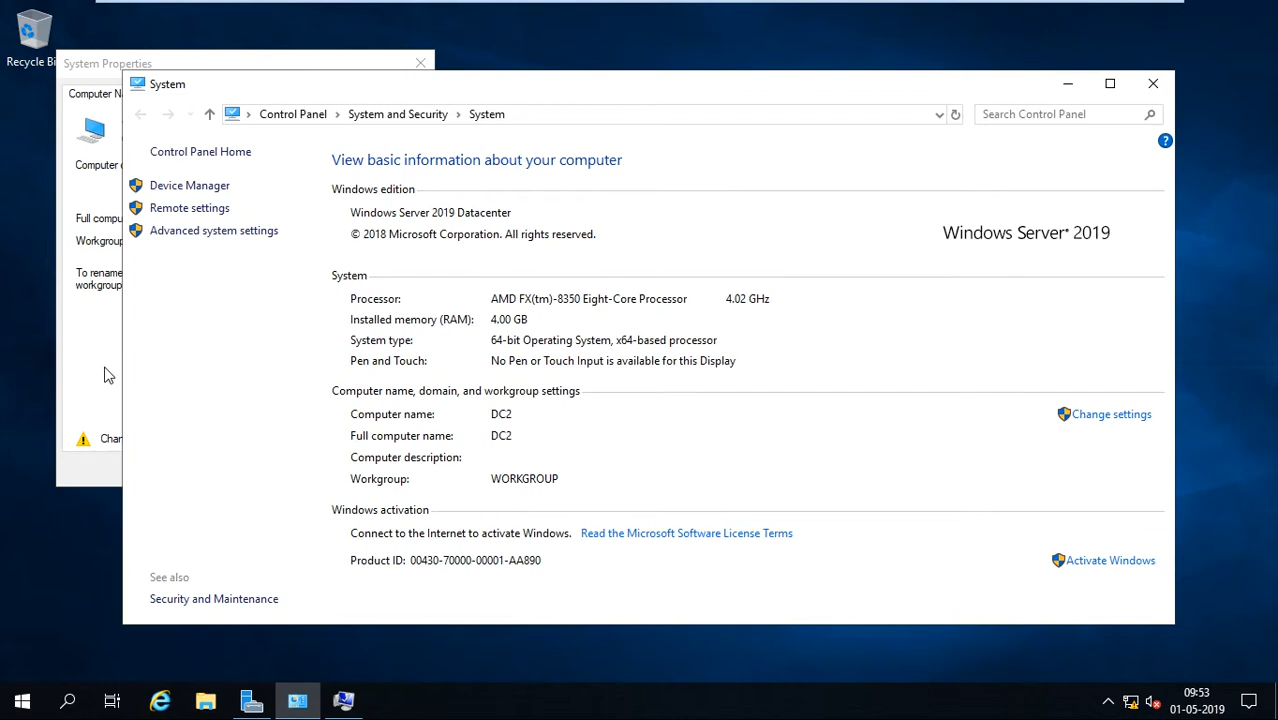 Recycle Bi
System Properties
Computer N
Computer
Full compu
Workgroup
To rename
workgroup
Chan
System
Control Panel
System and Security
System
Search Control Panel
Control Panel Home
Device Manager
Remote settings
Advanced system settings
See also
Security and Maintenance
View basic information about your computer
Windows edition
Windows Server 2019 Datacenter
© 2018 Microsoft Corporation. All rights reserved.
Windows Server® 2019
System
Processor: AMD FX(tm)-8350 Eight-Core Processor 4.02 GHz
Installed memory (RAM): 4.00 GB
System type: 64-bit Operating System, x64-based processor
Pen and Touch: No Pen or Touch Input is available for this Display
Computer name, domain, and workgroup settings
Computer name: DC2
Change settings
Full computer name: DC2
Computer description:
Workgroup: WORKGROUP
Windows activation
Connect to the Internet to activate Windows. Read the Microsoft Software License Terms
Product ID: 00430-70000-00001-AA890
Activate Windows
09:53
01-05-2019